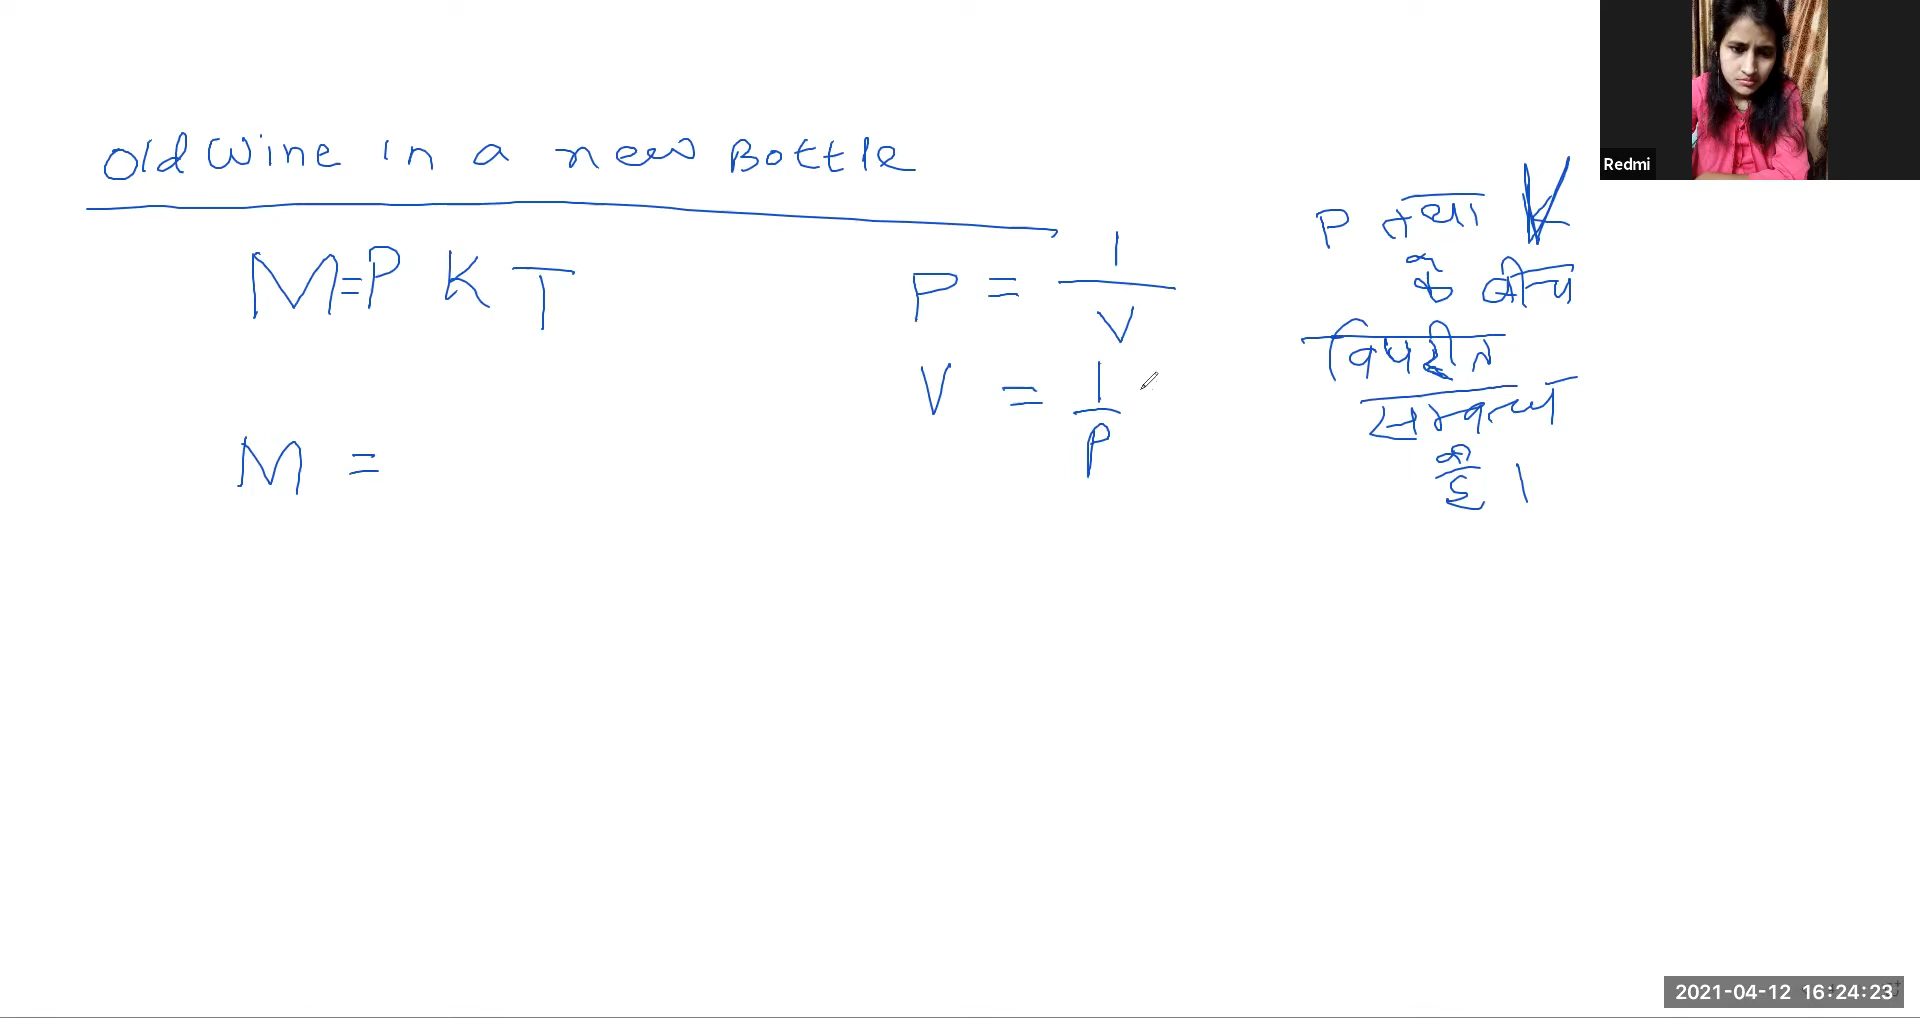 Old Wine in a new Bottle
M=P K T
P = 1/V
V = 1/P
M =
P तथा V
के बीच
विपरीत
सम्बन्ध
है ।
Redmi
2021-04-12 16:24:23